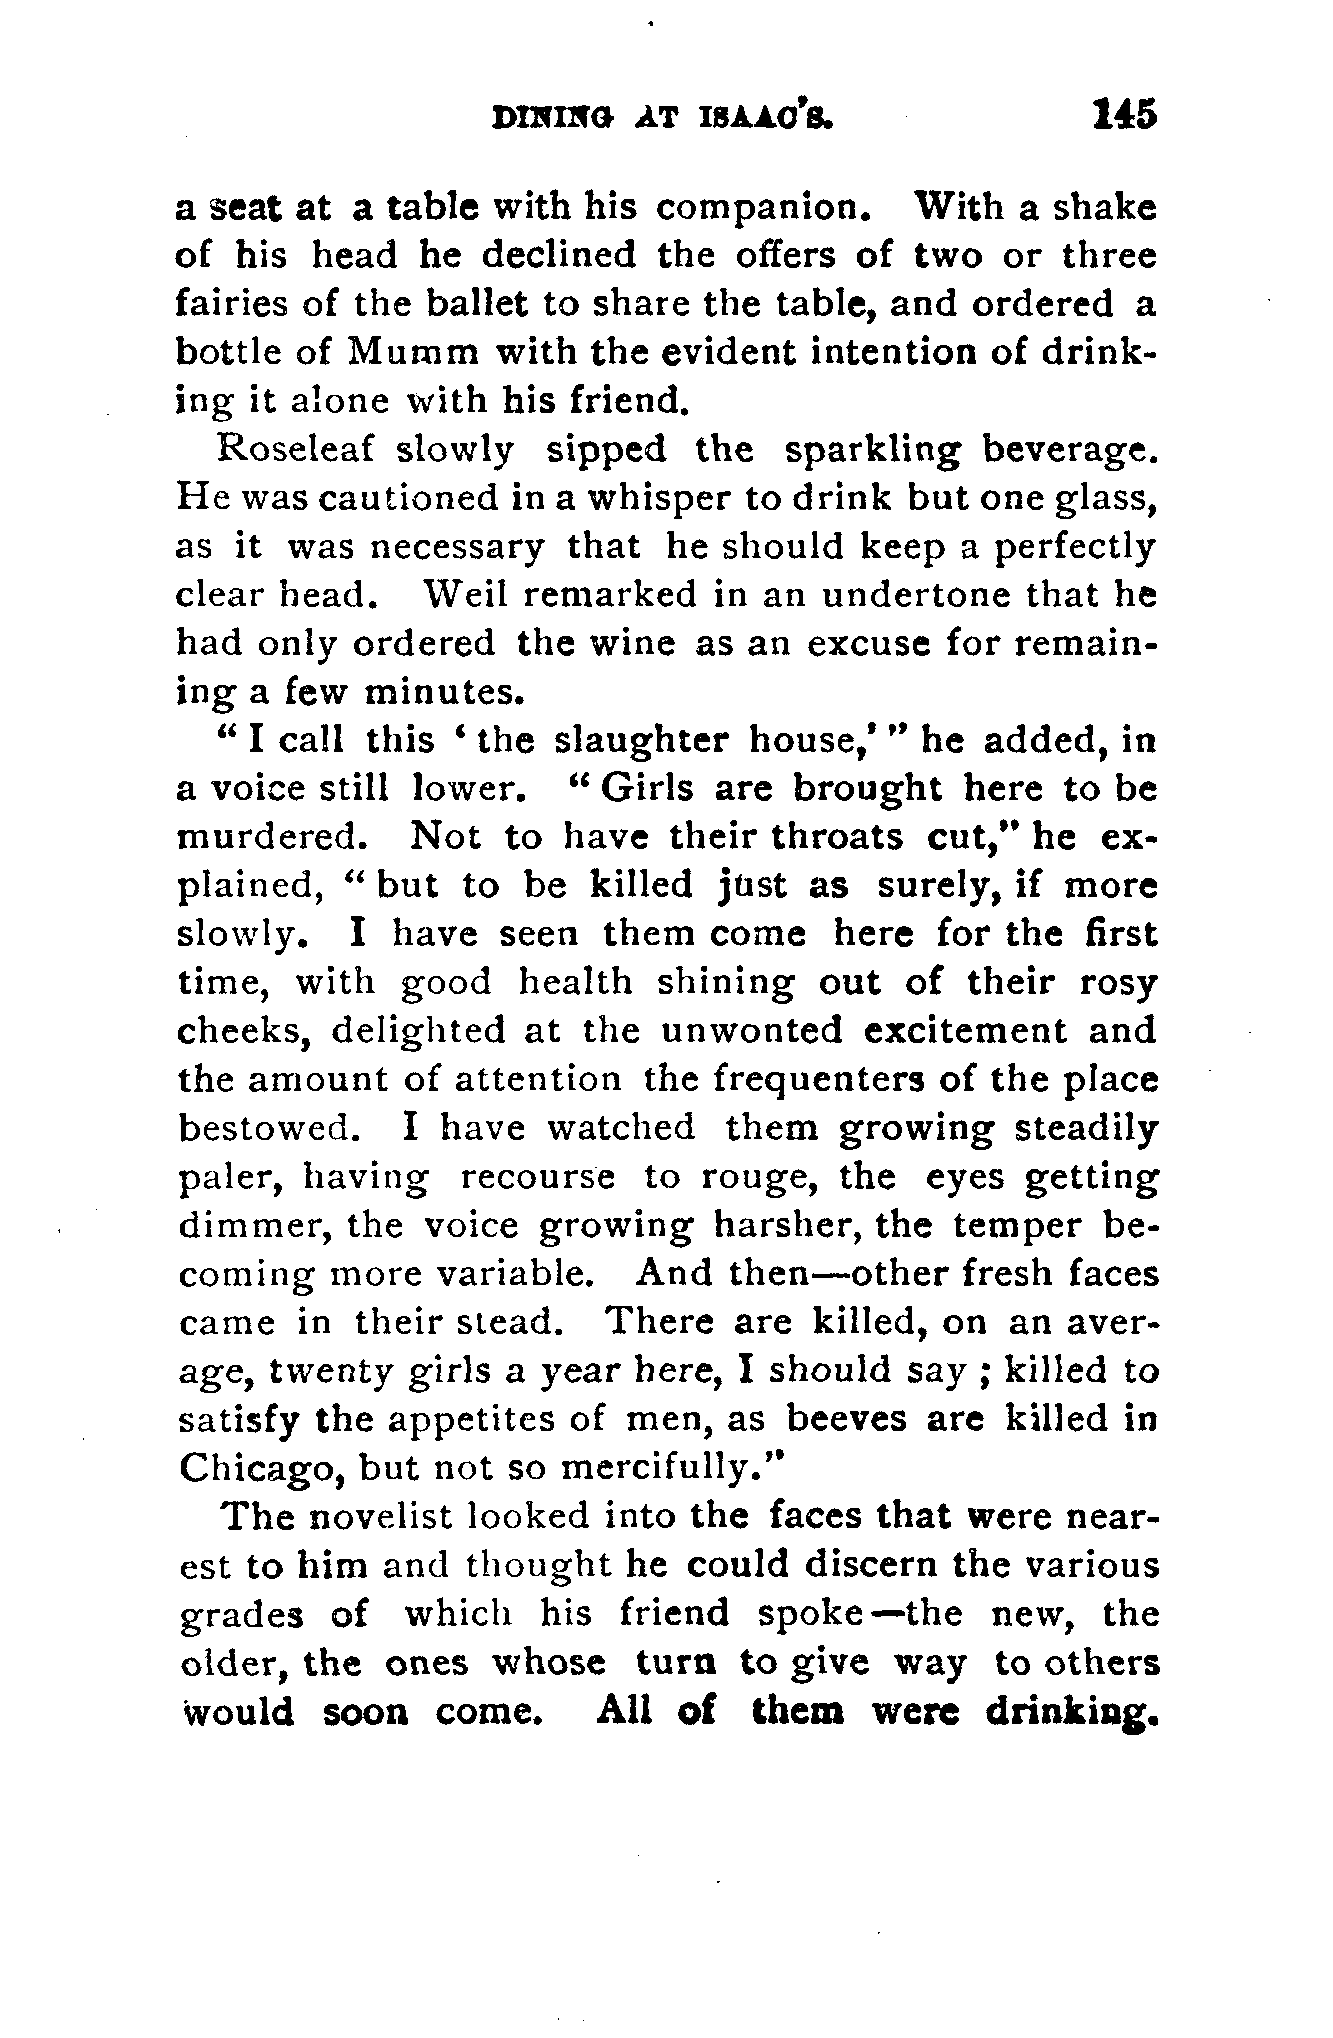 DINING AT ISAAC'S. 145
a seat at a table with his companion. With a shake
of his head he declined the offers of two or three
fairies of the ballet to share the table, and ordered a
bottle of Mumm with the evident intention of drink-
ing it alone with his friend.
Roseleaf slowly sipped the sparkling beverage.
He was cautioned in a whisper to drink but one glass,
as it was necessary that he should keep a perfectly
clear head. Weil remarked in an undertone that he
had only ordered the wine as an excuse for remain-
ing a few minutes.
“ I call this ‘ the slaughter house,’ ” he added, in
a voice still lower. “ Girls are brought here to be
murdered. Not to have their throats cut,” he ex-
plained, “ but to be killed just as surely, if more
slowly. I have seen them come here for the first
time, with good health shining out of their rosy
cheeks, delighted at the unwonted excitement and
the amount of attention the frequenters of the place
bestowed. I have watched them growing steadily
paler, having recourse to rouge, the eyes getting
dimmer, the voice growing harsher, the temper be-
coming more variable. And then—other fresh faces
came in their stead. There are killed, on an aver-
age, twenty girls a year here, I should say ; killed to
satisfy the appetites of men, as beeves are killed in
Chicago, but not so mercifully.”
The novelist looked into the faces that were near-
est to him and thought he could discern the various
grades of which his friend spoke—the new, the
older, the ones whose turn to give way to others
would soon come. All of them were drinking.